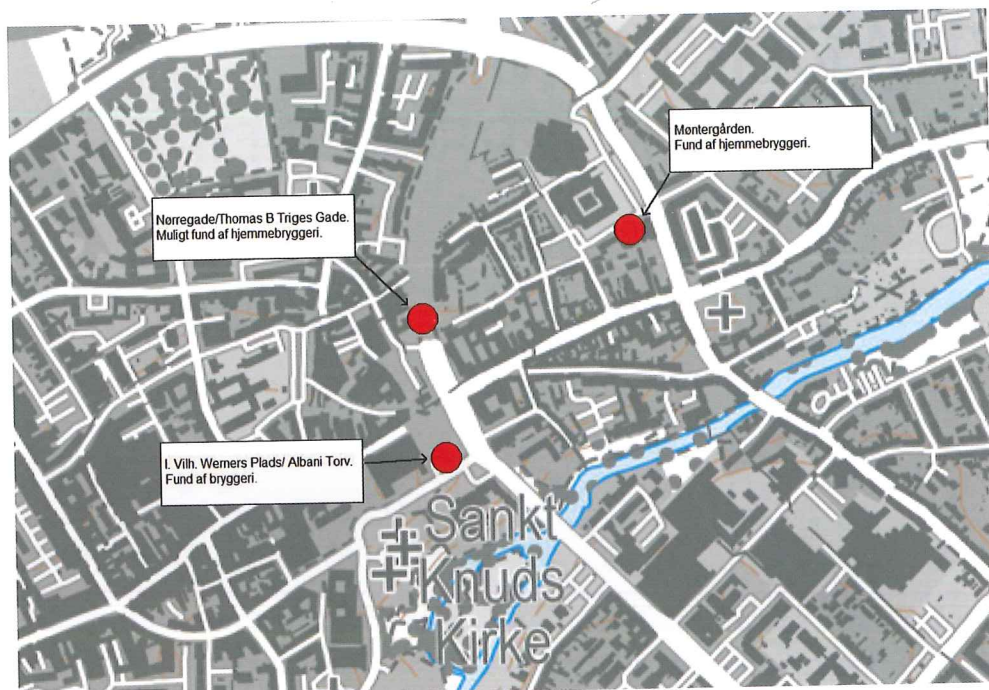 Møntergården.
Fund af hjemmebryggeri.
Nørregade/Thomas B Triges Gade.
Muligt fund af hjemmebryggeri.
I. Vilh. Werners Plads/ Albani Torv.
Fund af bryggeri.
Sankt
Knuds
Kirke